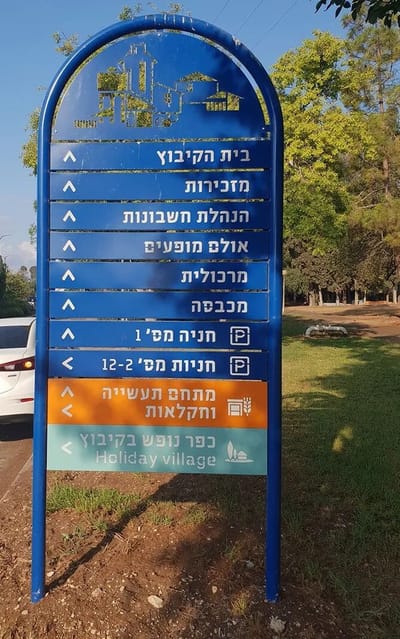 בית הקיבוץ
מזכירות
הנהלת חשבונות
אולם מופעים
מרכולית
מכבסה
חניה מס' 1 P
חניות מס' 12-2 P
מתחם תעשייה
וחקלאות
כפר נופש בקיבוץ
Holiday village